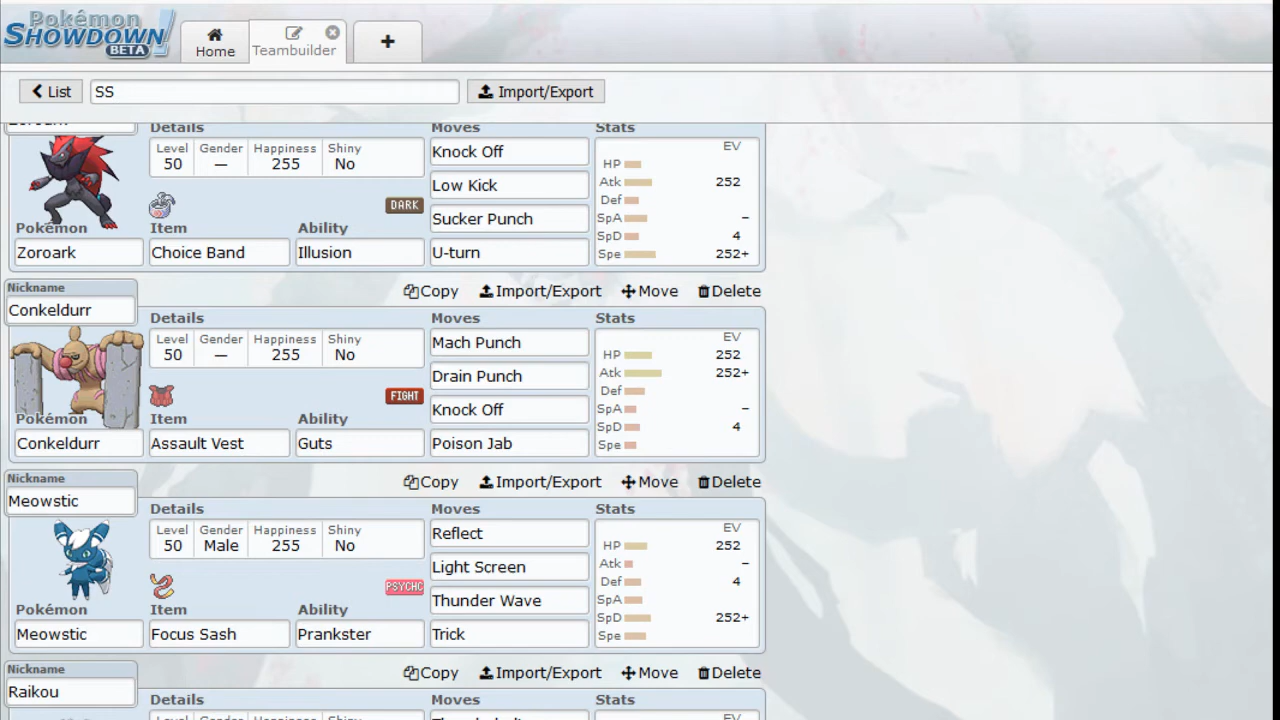 Pokémon
SHOWDOWN!
BETA
Home
Teambuilder
+
List
SS
Import/Export
Details
Moves
Stats
Level
Gender
Happiness
Shiny
50
—
255
No
DARK
Pokémon
Item
Ability
Zoroark
Choice Band
Illusion
Knock Off
Low Kick
Sucker Punch
U-turn
EV
HP
Atk 252
Def
SpA –
SpD 4
Spe 252+
Nickname
Conkeldurr
Copy
Import/Export
Move
Delete
Details
Moves
Stats
Level
Gender
Happiness
Shiny
50
—
255
No
FIGHT
Pokémon
Item
Ability
Conkeldurr
Assault Vest
Guts
Mach Punch
Drain Punch
Knock Off
Poison Jab
EV
HP 252
Atk 252+
Def
SpA –
SpD 4
Spe
Nickname
Meowstic
Copy
Import/Export
Move
Delete
Details
Moves
Stats
Level
Gender
Happiness
Shiny
50
Male
255
No
PSYCHC
Pokémon
Item
Ability
Meowstic
Focus Sash
Prankster
Reflect
Light Screen
Thunder Wave
Trick
EV
HP 252
Atk –
Def 4
SpA
SpD 252+
Spe
Nickname
Raikou
Copy
Import/Export
Move
Delete
Details
Moves
Stats
Level
Gender
Happiness
Shiny
EV